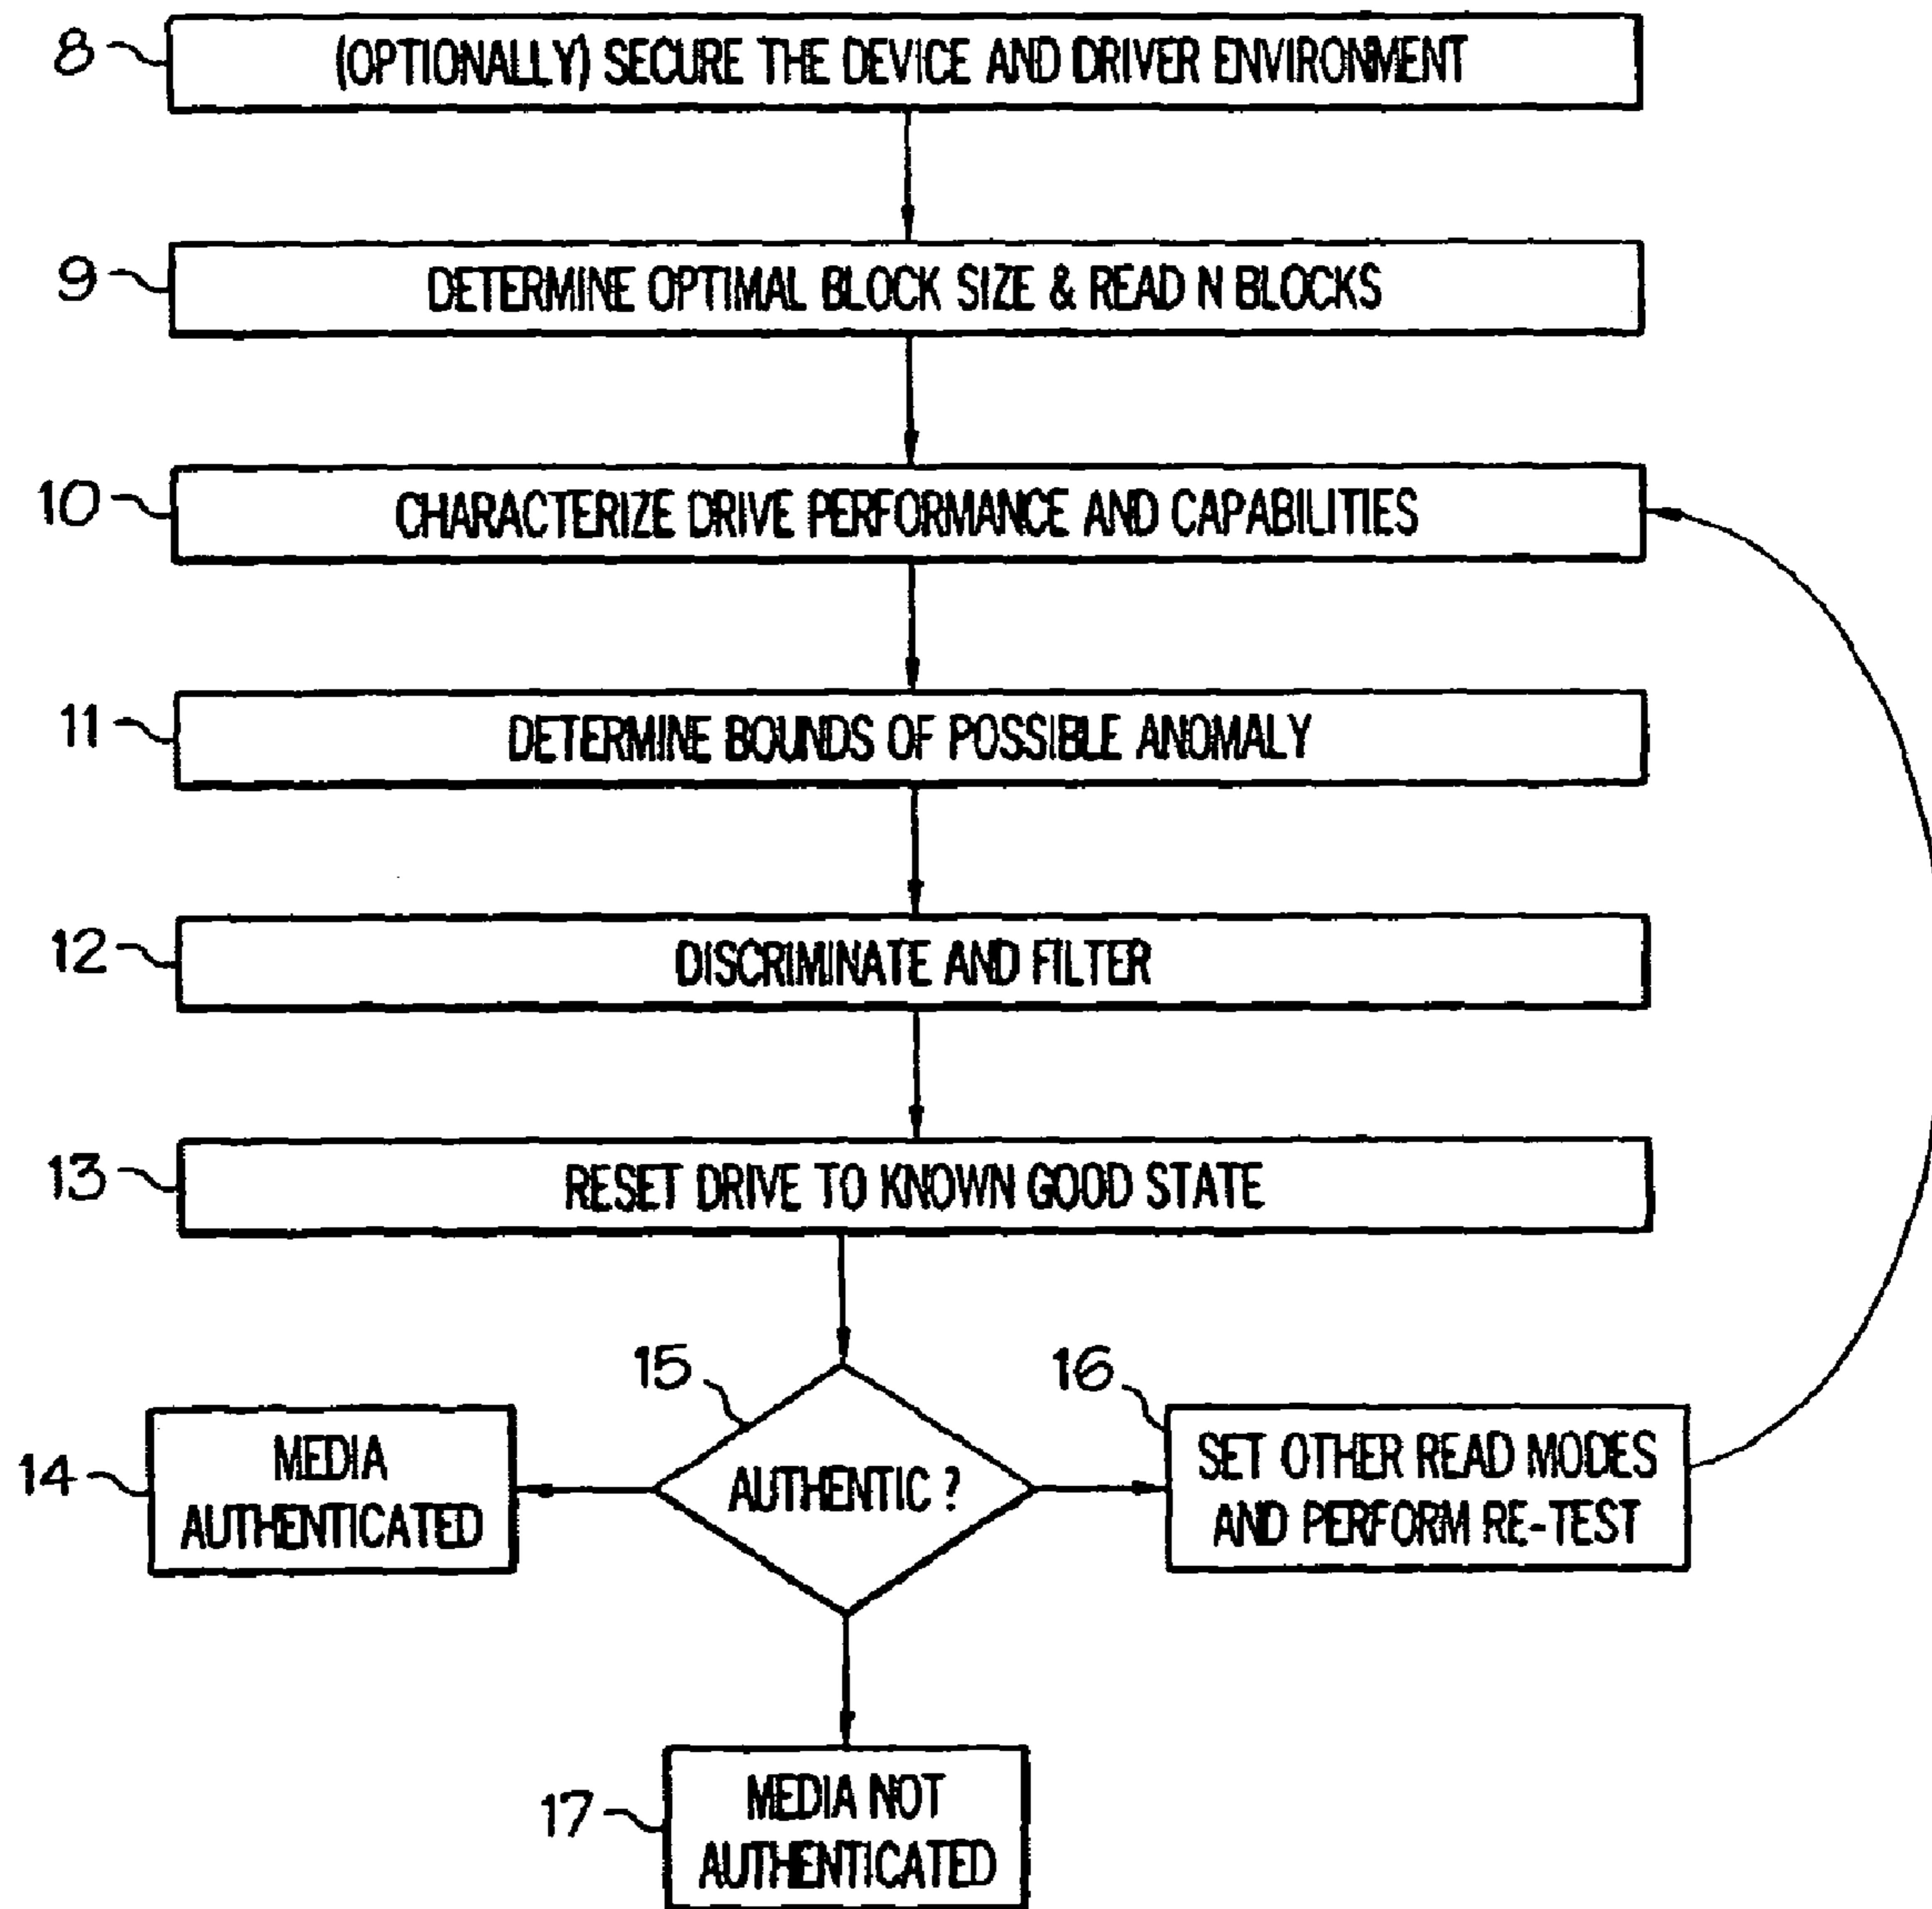 8
(OPTIONALLY) SECURE THE DEVICE AND DRIVER ENVIRONMENT
9
DETERMINE OPTIMAL BLOCK SIZE & READ N BLOCKS
10
CHARACTERIZE DRIVE PERFORMANCE AND CAPABILITIES
11
DETERMINE BOUNDS OF POSSIBLE ANOMALY
12
DISCRIMINATE AND FILTER
13
RESET DRIVE TO KNOWN GOOD STATE
14
MEDIA
AUTHENTICATED
15
AUTHENTIC ?
16
SET OTHER READ MODES
AND PERFORM RE-TEST
17
MEDIA NOT
AUTHENTICATED